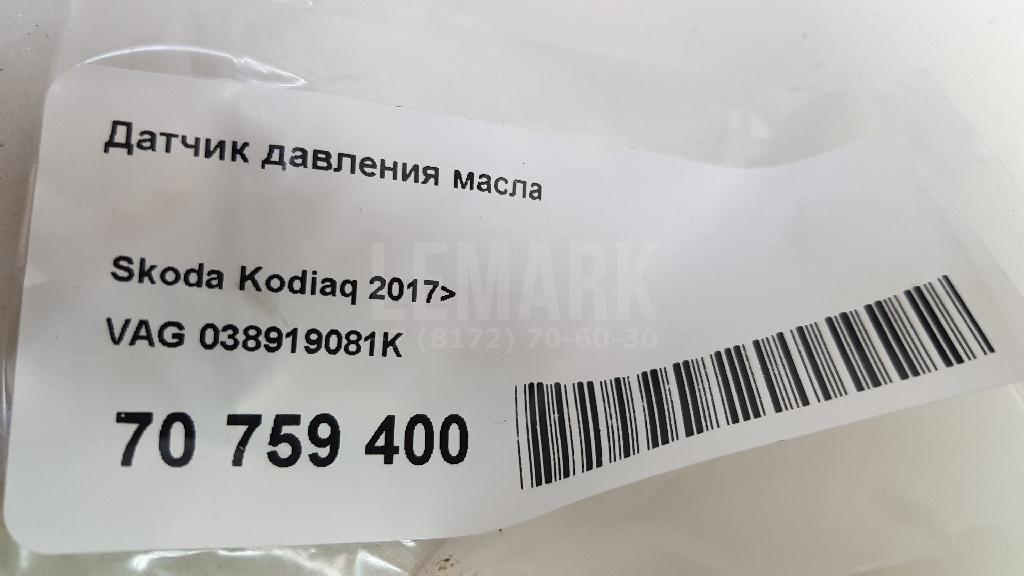 Датчик давления масла
LEMARK
Skoda Kodiaq 2017>
(8172) 70-60-30
VAG 038919081K
70 759 400